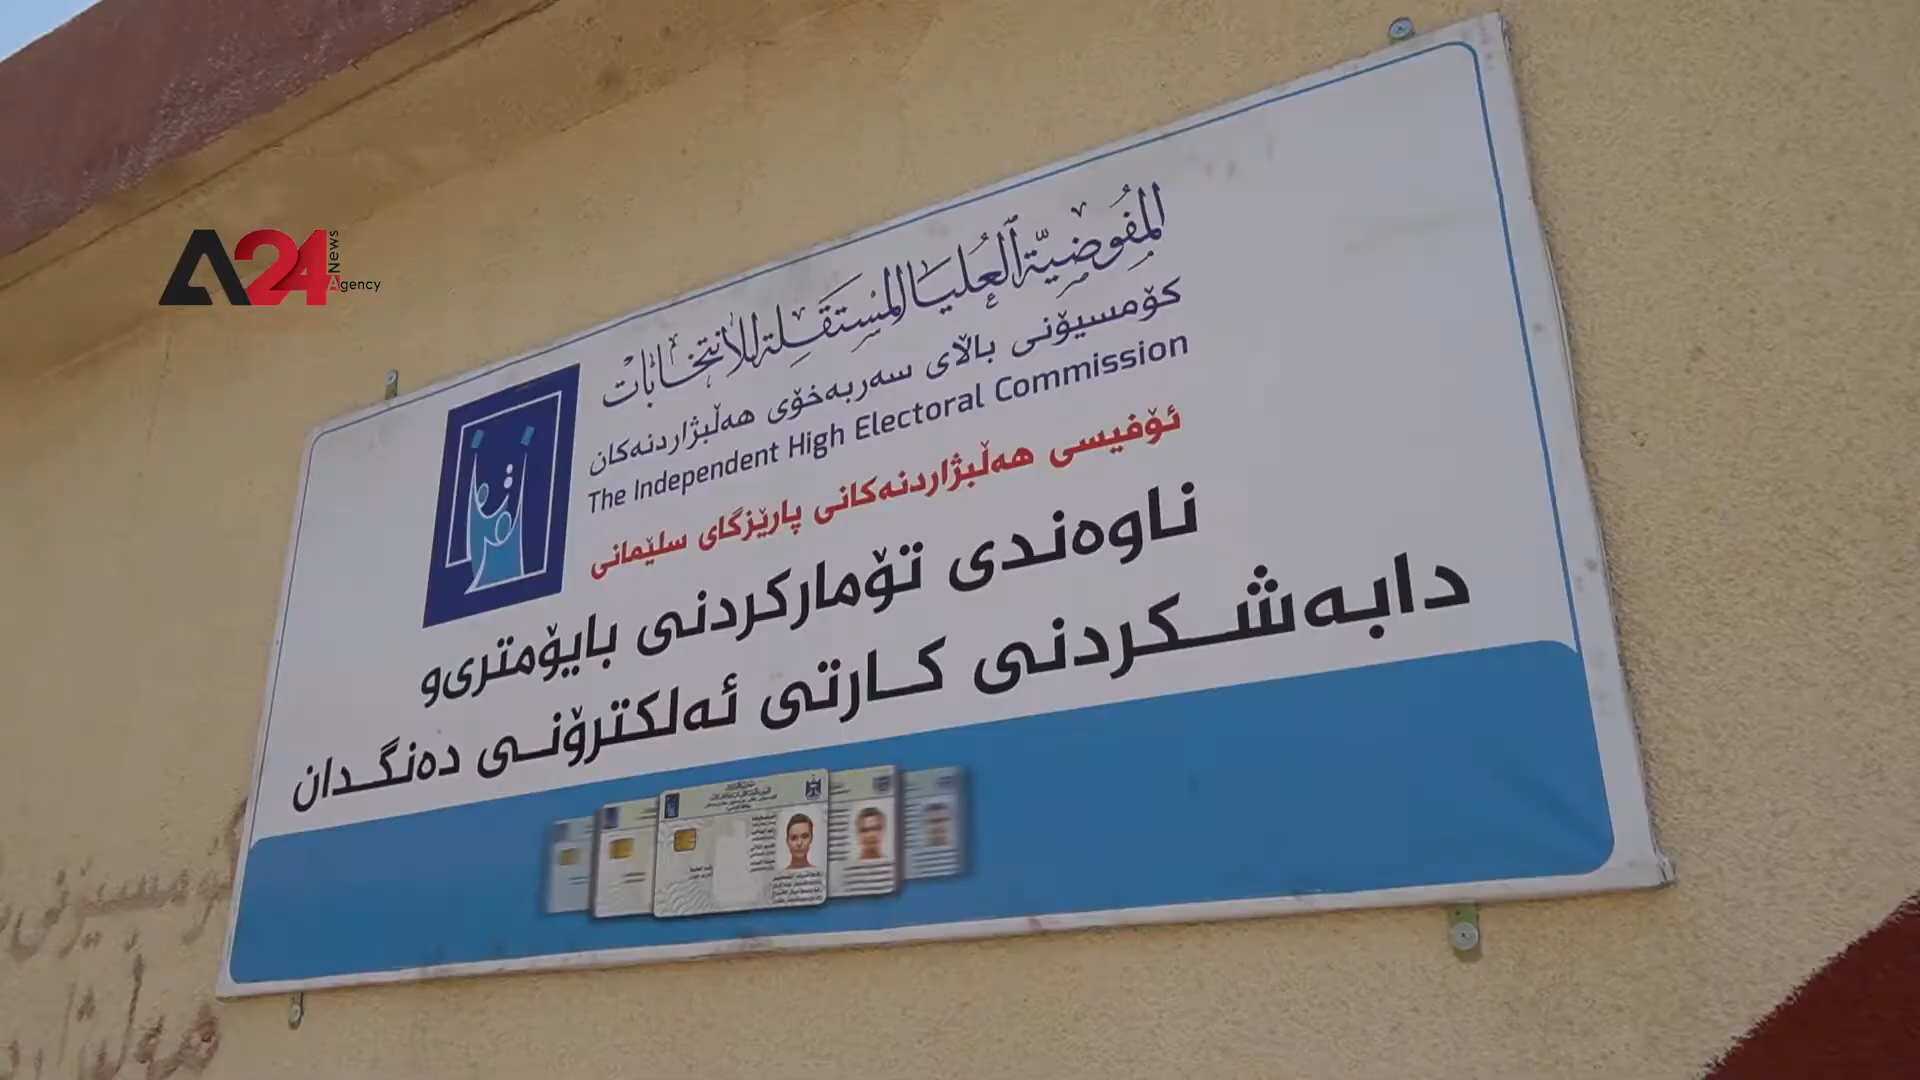 A24 News Agency
المفوضية العليا المستقلة للانتخابات
کۆمسیۆنی باڵای سەربەخۆی هەڵبژاردنەکان
The Independent High Electoral Commission
ئۆفیسی هەڵبژاردنەکانی پارێزگای سلێمانی
ناوەندی تۆمارکردنی بایۆمتری‌و
دابەشکردنی کارتی ئەلکترۆنی دەنگدان